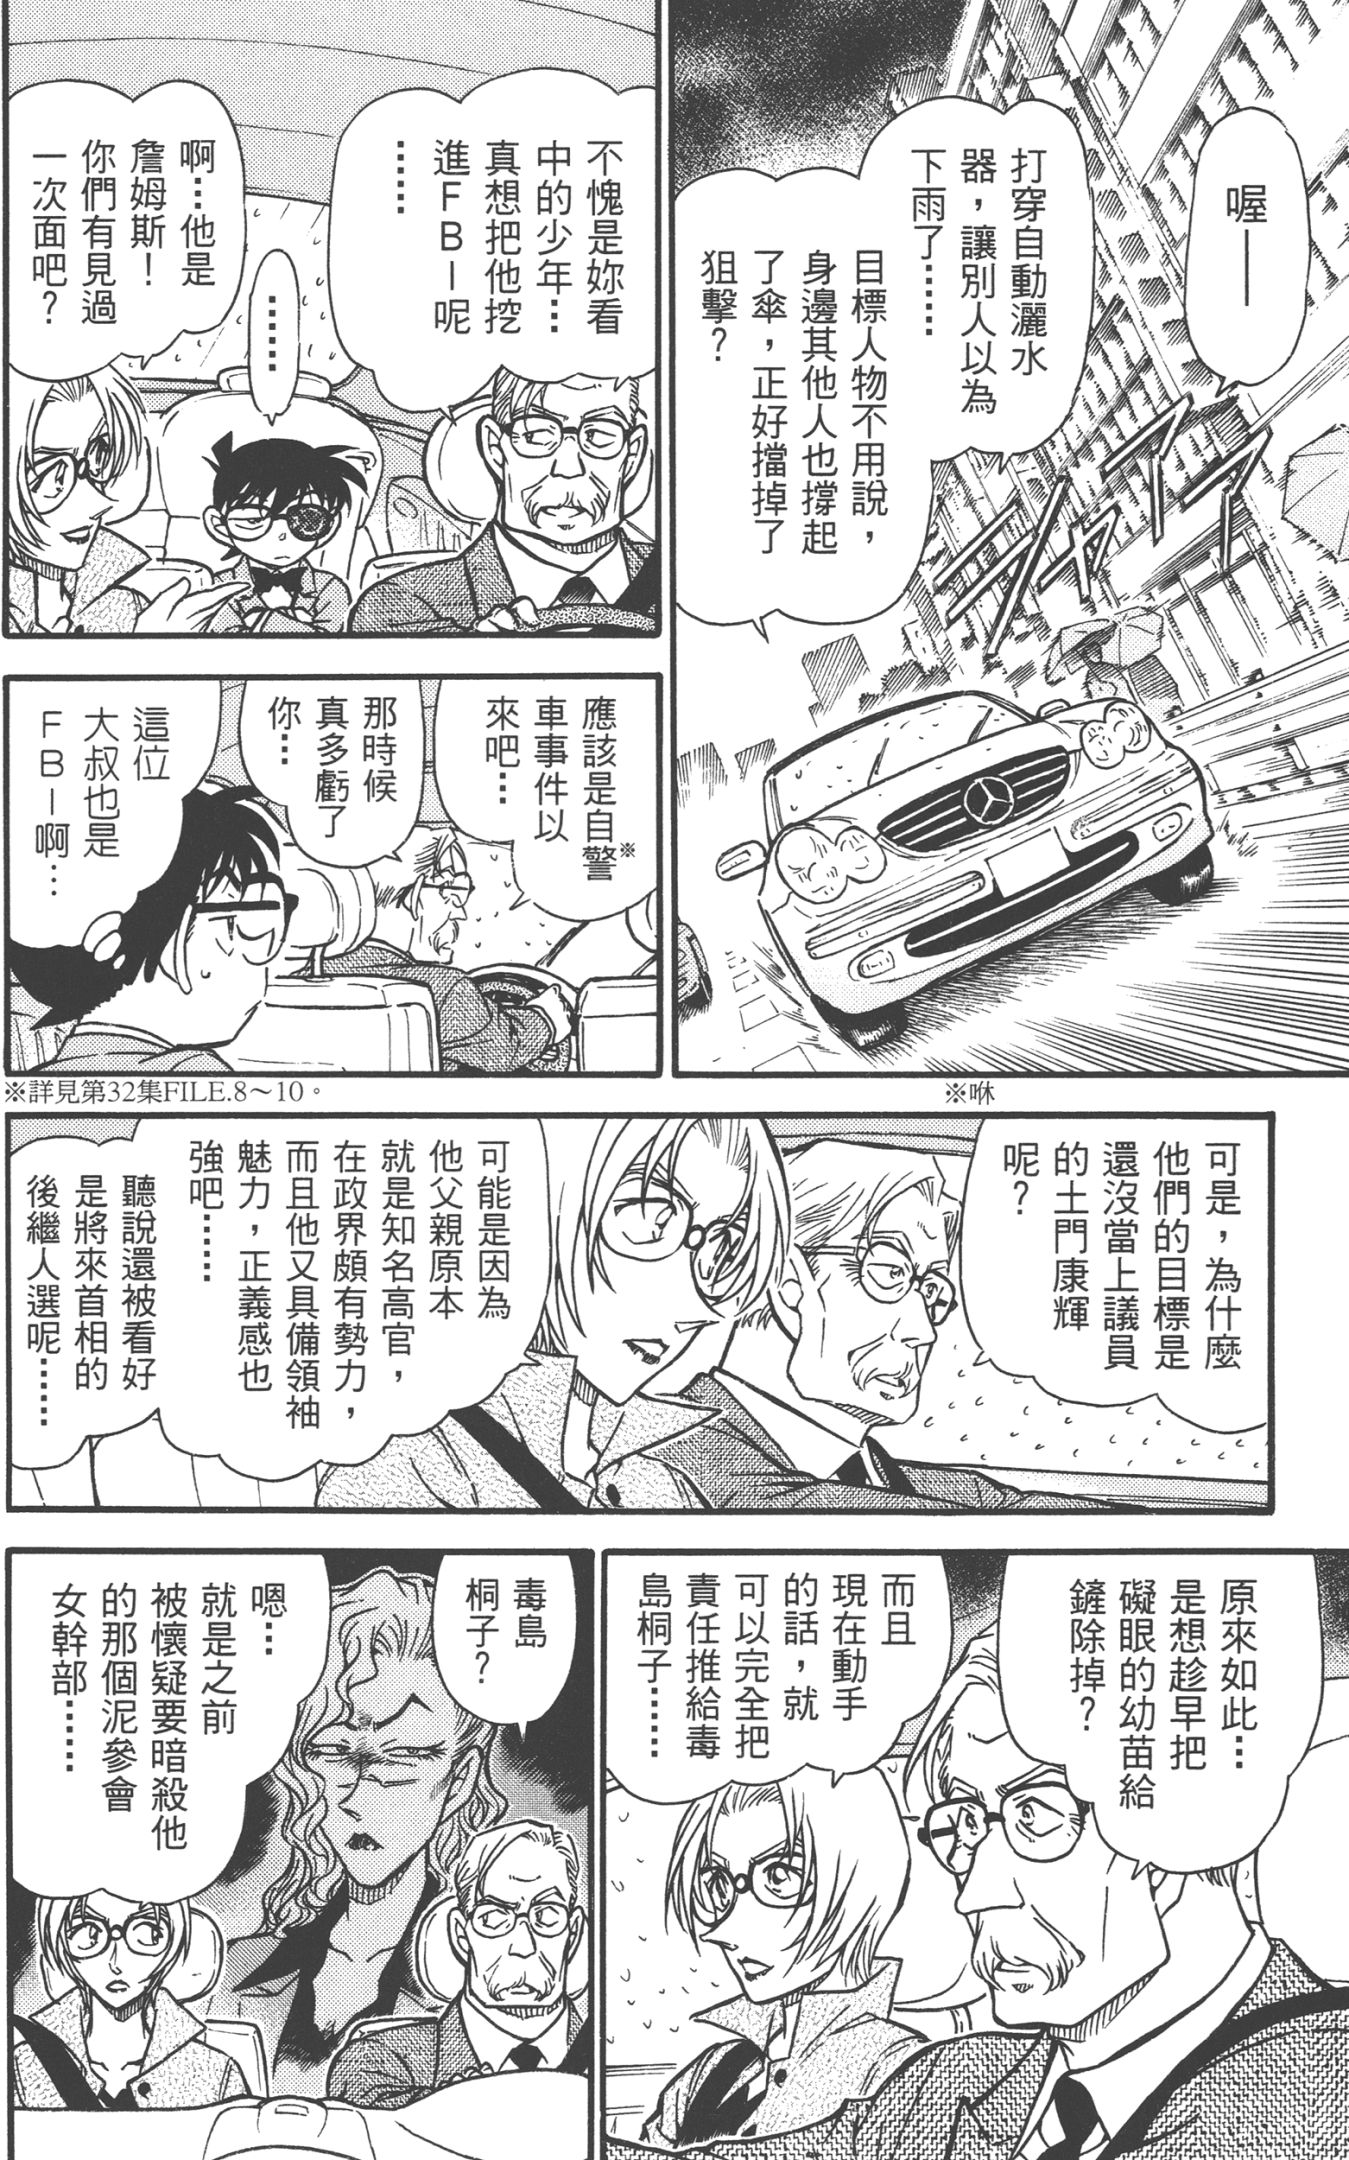 喔—
打穿自動灑水
器，讓別人以為
下雨了……
目標人物不用說，
身邊其他人也撐起
了傘，正好擋掉了
狙擊？
シャアアア
※咻
不愧是妳看
中的少年…
真想把他挖
進FBI呢
……
……
啊…他是
詹姆斯！
你們有見過
一次面吧？
應該是自警※
車事件以
來吧…
那時候
真多虧了
你…
這位
大叔也是
FBI啊…
※詳見第32集FILE.8～10。
可是，為什麼
他們的目標是
還沒當上議員
的土門康輝
呢？
可能是因為
他父親原本
就是知名高官，
在政界頗有勢力，
而且他又具備領袖
魅力，正義感也
強吧……
聽說還被看好
是將來首相的
後繼人選呢……
原來如此…
是想趁早把
礙眼的幼苗給
鏟除掉？
而且
現在動手
的話，就
可以完全把
責任推給毒
島桐子……
毒島
桐子？
嗯…
就是之前
被懷疑要暗殺他
的那個泥參會
女幹部……